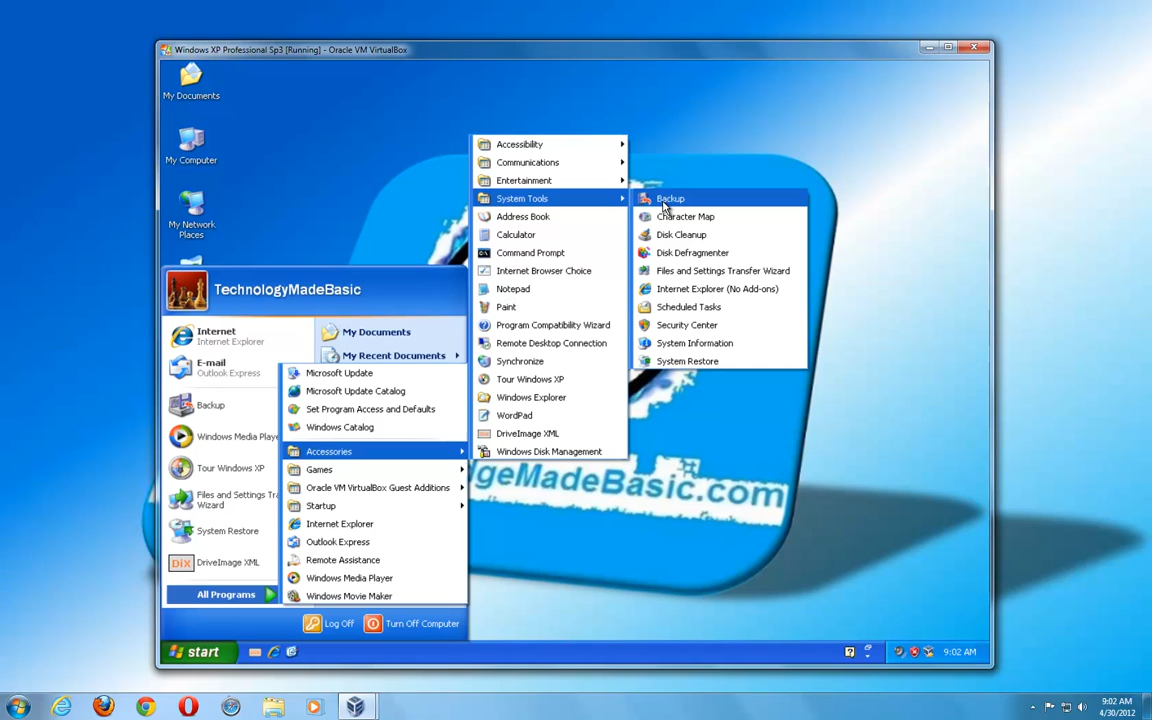 Windows XP Professional Sp3 [Running] - Oracle VM VirtualBox
My Documents
My Computer
My Network
Places
TechnologyMadeBasic
Internet
Internet Explorer
E-mail
Outlook Express
Backup
Windows Media Playe
Tour Windows XP
Files and Settings Tra
Wizard
System Restore
DiX
DriveImage XML
All Programs
My Documents
My Recent Documents
Microsoft Update
Microsoft Update Catalog
Set Program Access and Defaults
Windows Catalog
Accessories
Games
Oracle VM VirtualBox Guest Additions
Startup
Internet Explorer
Outlook Express
Remote Assistance
Windows Media Player
Windows Movie Maker
Accessibility
Communications
Entertainment
System Tools
Address Book
Calculator
Command Prompt
Internet Browser Choice
Notepad
Paint
Program Compatibility Wizard
Remote Desktop Connection
Synchronize
Tour Windows XP
Windows Explorer
WordPad
DriveImage XML
Windows Disk Management
Backup
Character Map
Disk Cleanup
Disk Defragmenter
Files and Settings Transfer Wizard
Internet Explorer (No Add-ons)
Scheduled Tasks
Security Center
System Information
System Restore
geMadeBasic.com
Log Off
Turn Off Computer
start
9:02 AM
9:02 AM
4/30/2012